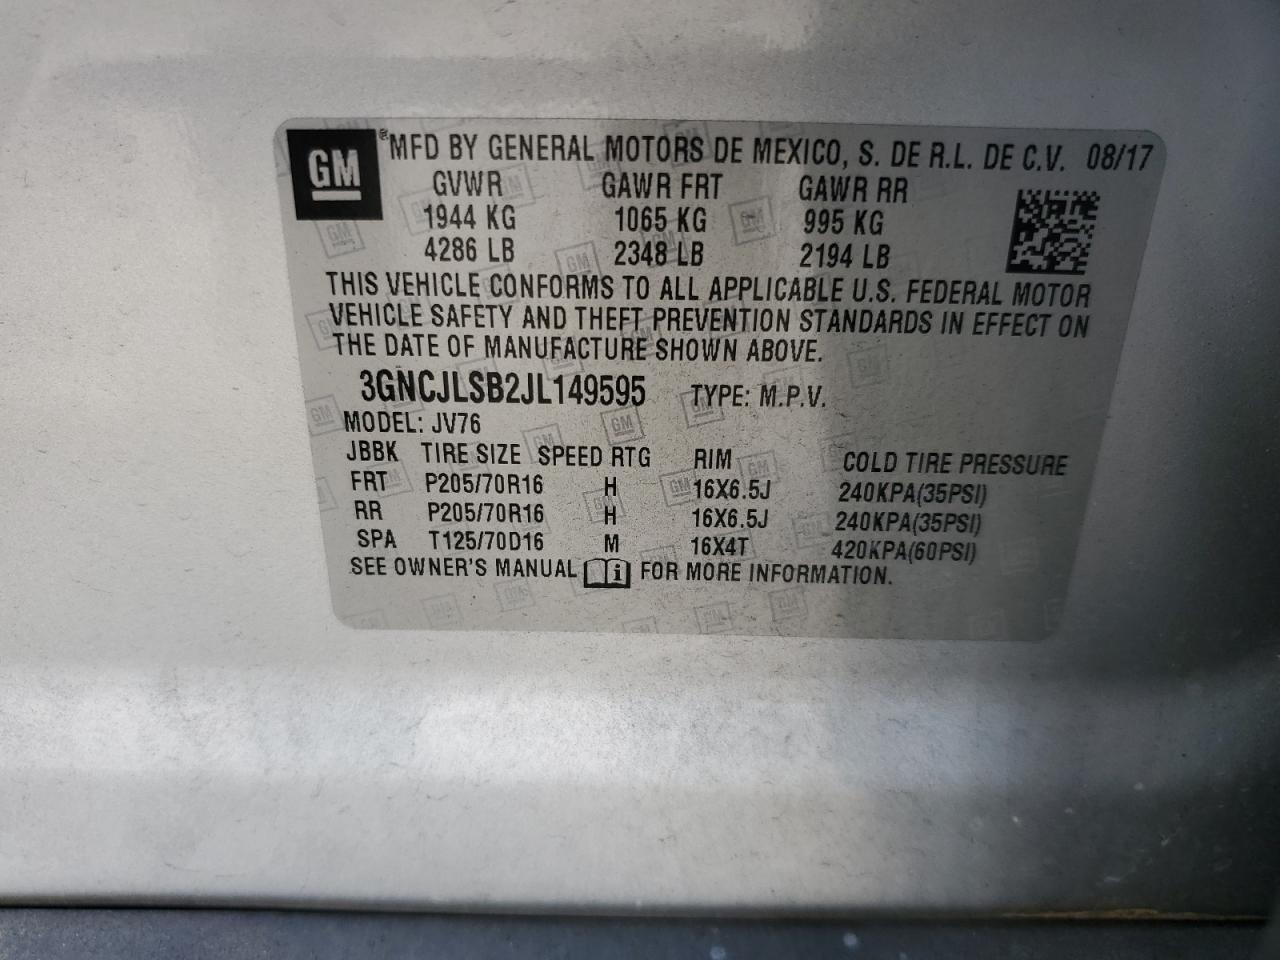 GM ® MFD BY GENERAL MOTORS DE MEXICO, S. DE R.L. DE C.V. 08/17
GVWR GAWR FRT GAWR RR
1944 KG 1065 KG 995 KG
4286 LB 2348 LB 2194 LB
THIS VEHICLE CONFORMS TO ALL APPLICABLE U.S. FEDERAL MOTOR
VEHICLE SAFETY AND THEFT PREVENTION STANDARDS IN EFFECT ON
THE DATE OF MANUFACTURE SHOWN ABOVE.
3GNCJLSB2JL149595 TYPE: M.P.V.
MODEL: JV76
JBBK TIRE SIZE SPEED RTG RIM COLD TIRE PRESSURE
FRT P205/70R16 H 16X6.5J 240KPA(35PSI)
RR P205/70R16 H 16X6.5J 240KPA(35PSI)
SPA T125/70D16 M 16X4T 420KPA(60PSI)
SEE OWNER'S MANUAL i FOR MORE INFORMATION.